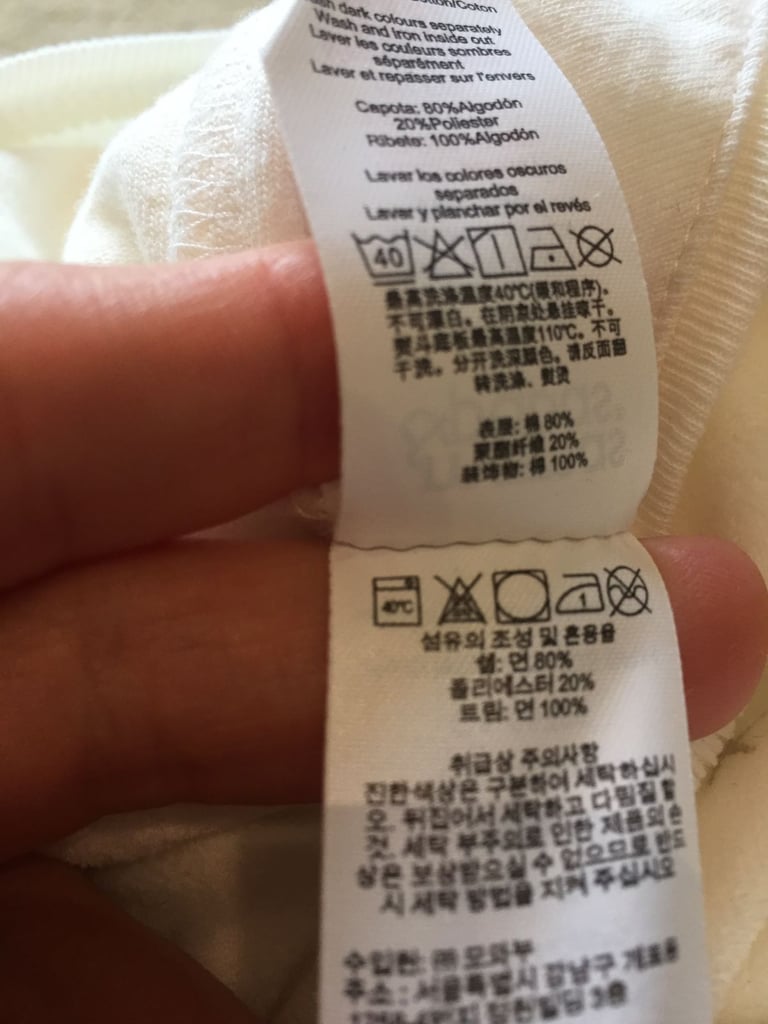 Cotton/Coton
dark colours separately
Wash and iron inside out
Laver les couleurs sombres
séparément
Laver et repasser sur l'envers
Capota: 80%Algodón
20%Poliester
Ribete: 100%Algodón
Lavar los colores oscuros
separados
Lavar y planchar por el revés
40
最高洗涤温度40℃(缓和程序)。
不可漂白。在阴凉处悬挂晾干。
熨斗底板最高温度110℃。不可
干洗。分开洗深颜色。请反面翻
转洗涤、熨烫
表层: 棉 80%
聚酯纤维 20%
装饰物: 棉 100%
40℃ 1
섬유의 조성 및 혼용율
쉘: 면 80%
폴리에스터 20%
트림: 면 100%
취급상 주의사항
진한색상은 구분하여 세탁하십시
오. 뒤집어서 세탁하고 다림질 할
것. 세탁 부주의로 인한 제품의 손
상은 보상받으실 수 없으므로 반드
시 세탁 방법을 지켜 주십시오
수입원: ㈜ 모와부
주소 : 서울특별시 강남구 개포동
3층